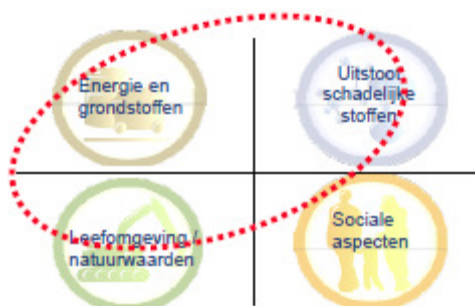 Energie en
grondstoffen
Uitstoot
schadelijke
stoffen
Leefomgeving /
natuurwaarden
Sociale
aspecten